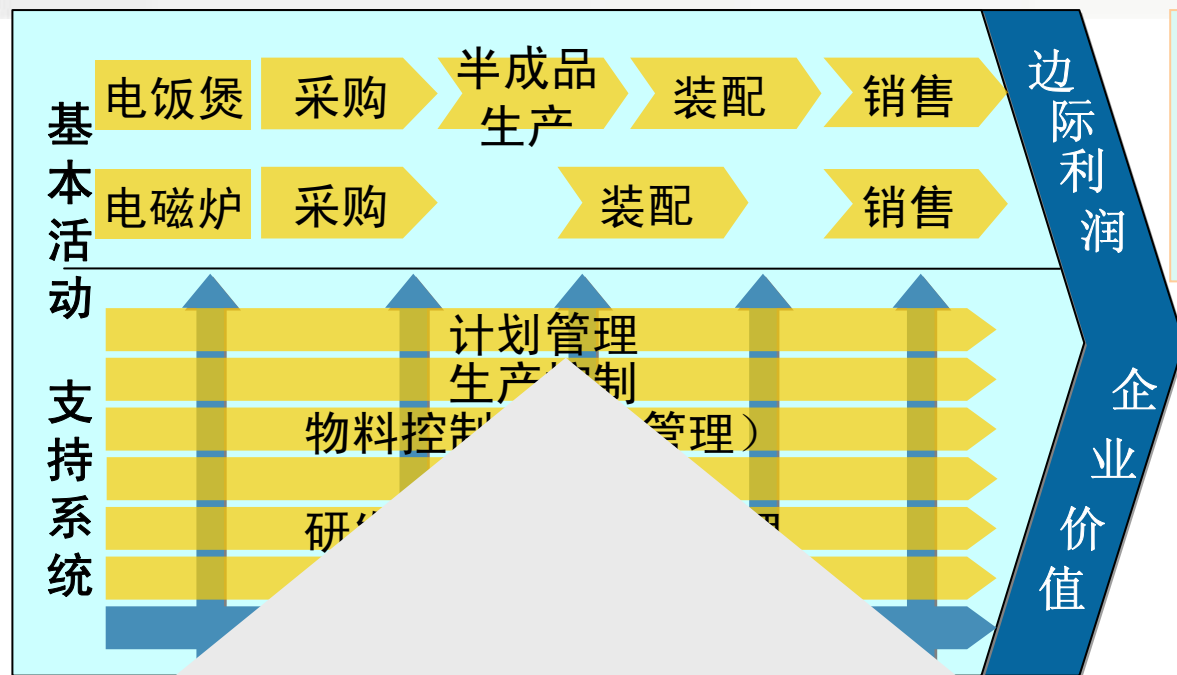 基本活动
电饭煲
采购
半成品
生产
装配
销售
电磁炉
采购
装配
销售
支持系统
计划管理
生产控制
物料控制 管理）
研
边际利润
企业价值